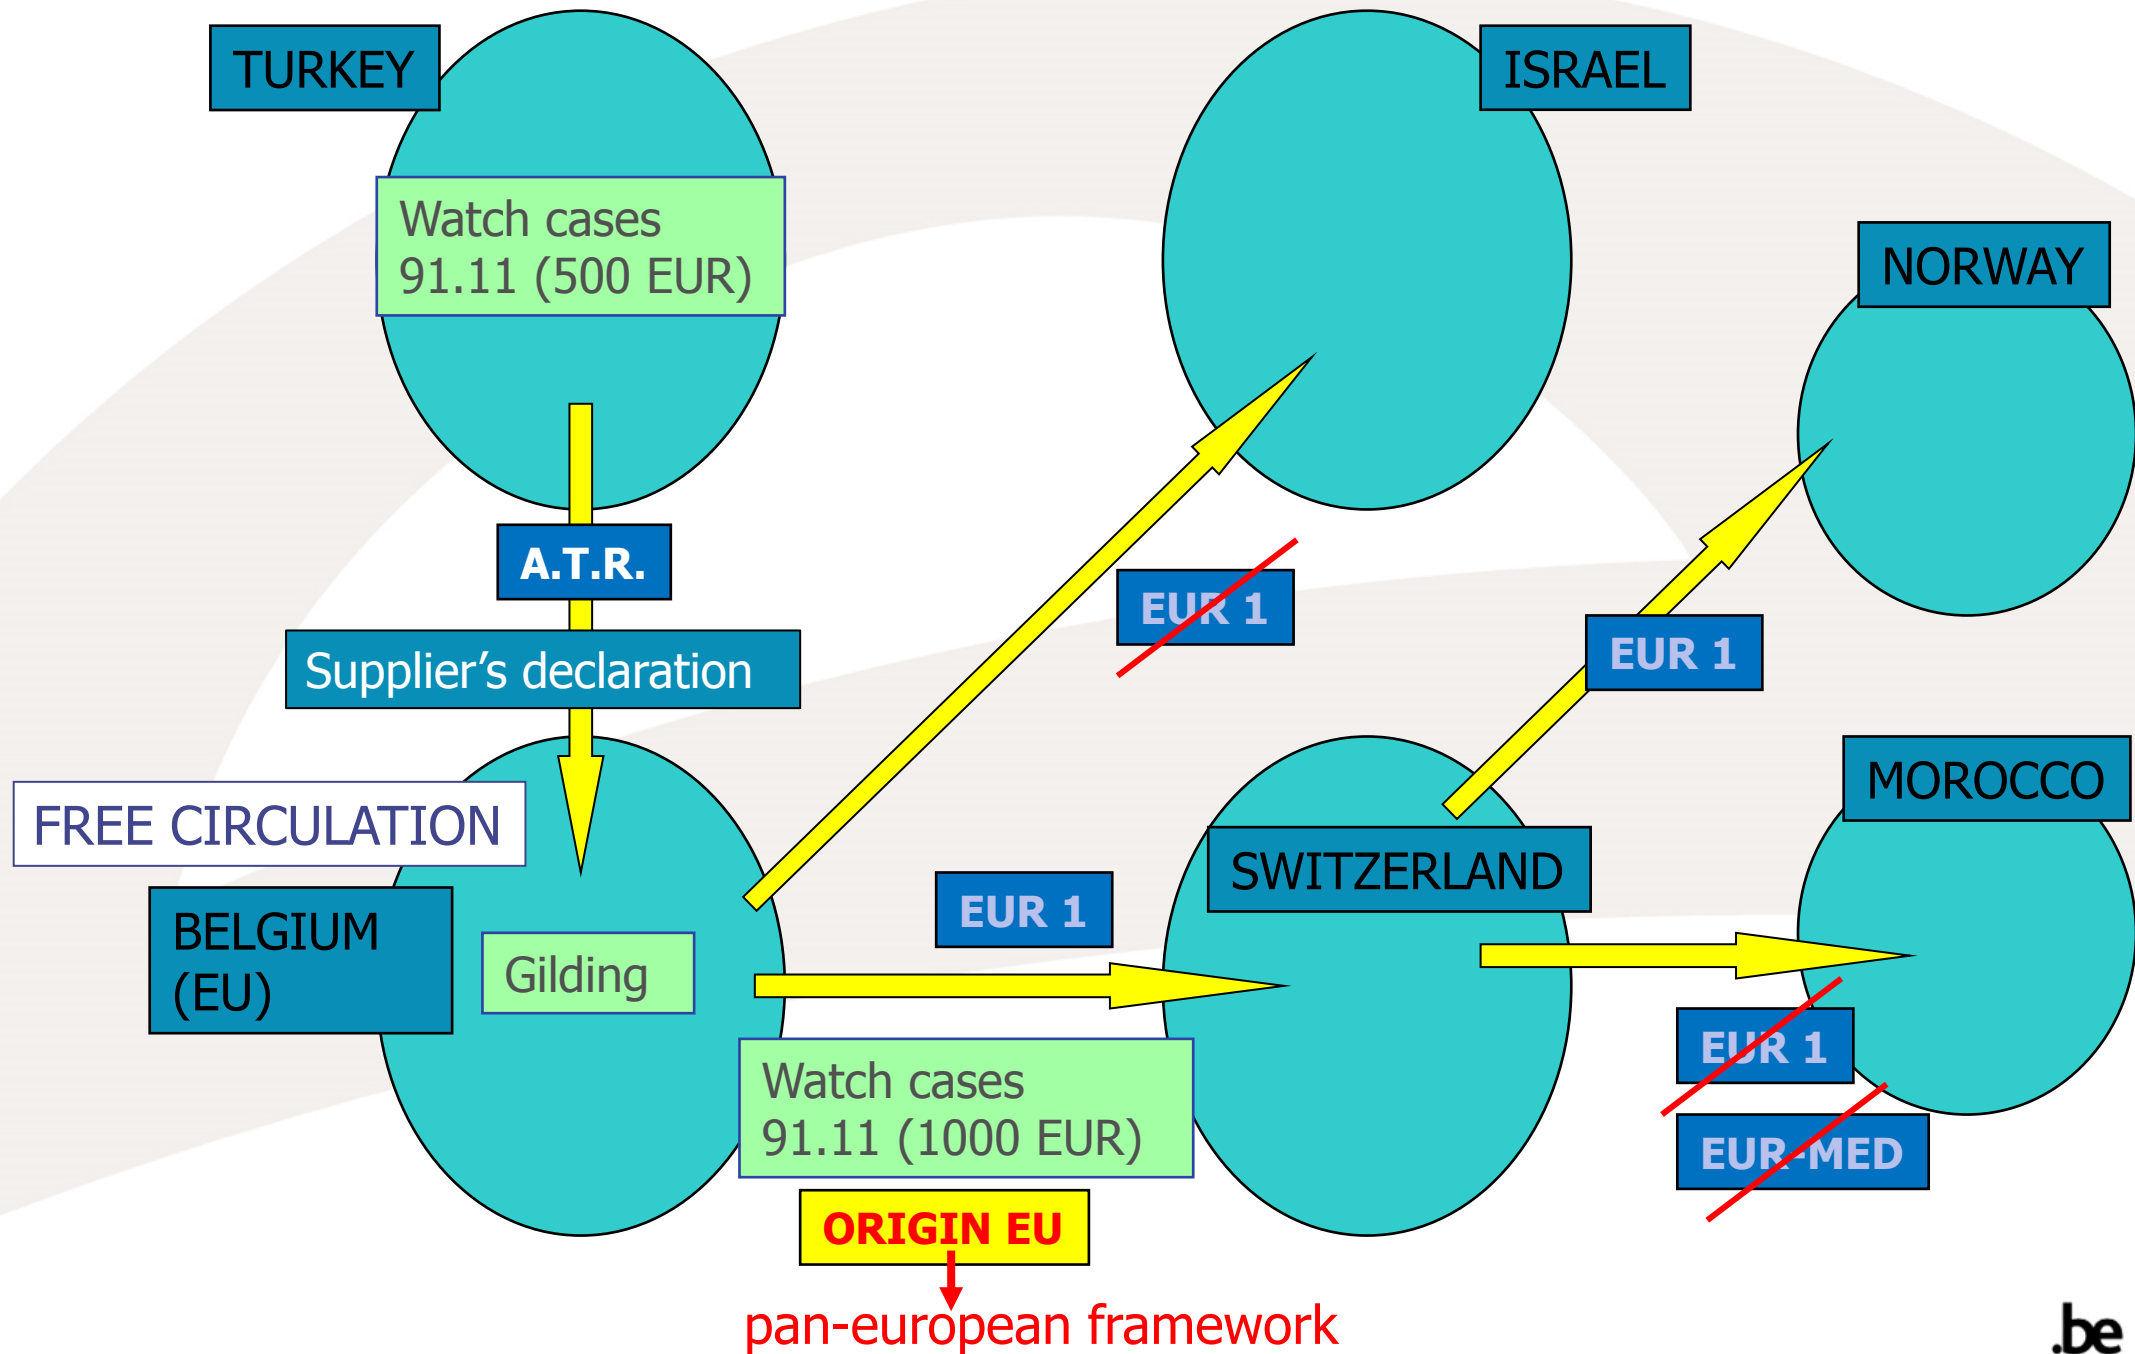 TURKEY
ISRAEL
Watch cases
91.11 (500 EUR)
NORWAY
A.T.R.
EUR 1
Supplier’s declaration
EUR 1
FREE CIRCULATION
MOROCCO
SWITZERLAND
BELGIUM
(EU)
EUR 1
Gilding
EUR 1
Watch cases
91.11 (1000 EUR)
EUR-MED
ORIGIN EU
pan-european framework
.be